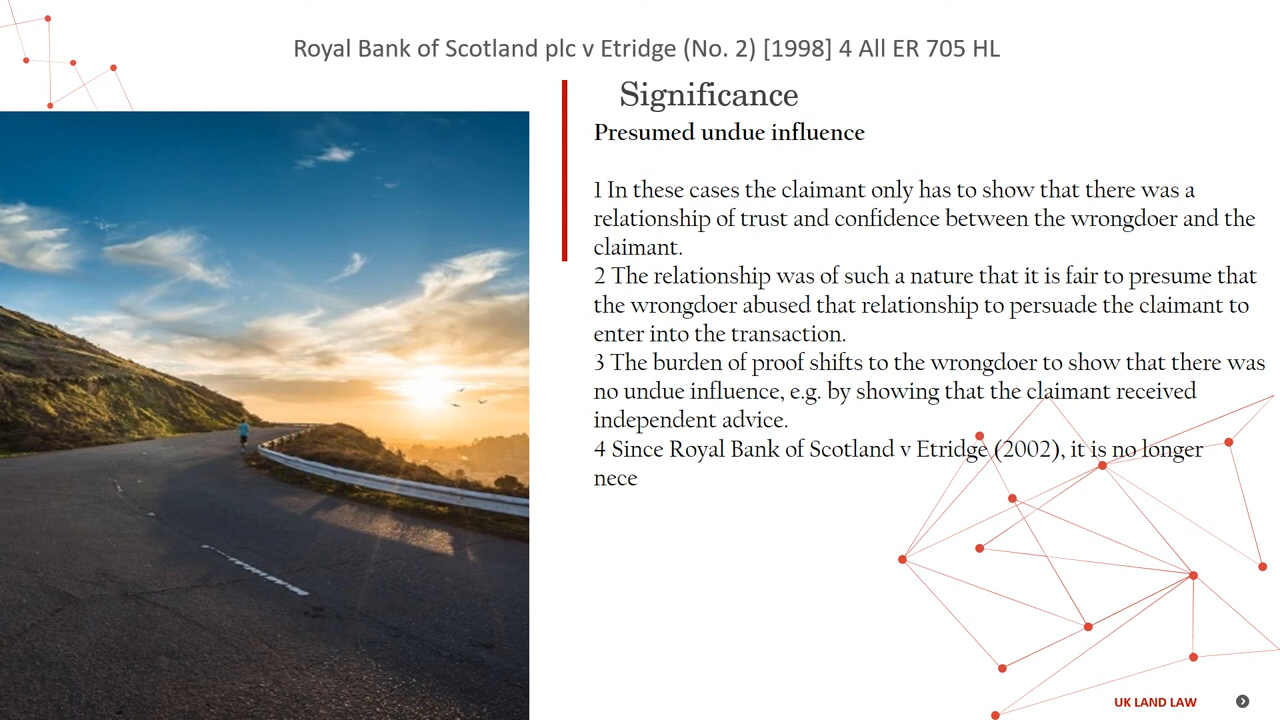 Royal Bank of Scotland plc v Etridge (No. 2) [1998] 4 All ER 705 HL
Significance
Presumed undue influence
1 In these cases the claimant only has to show that there was a
relationship of trust and confidence between the wrongdoer and the
claimant.
2 The relationship was of such a nature that it is fair to presume that
the wrongdoer abused that relationship to persuade the claimant to
enter into the transaction.
3 The burden of proof shifts to the wrongdoer to show that there was
no undue influence, e.g. by showing that the claimant received
independent advice.
4 Since Royal Bank of Scotland v Etridge (2002), it is no longer
nece
UK LAND LAW